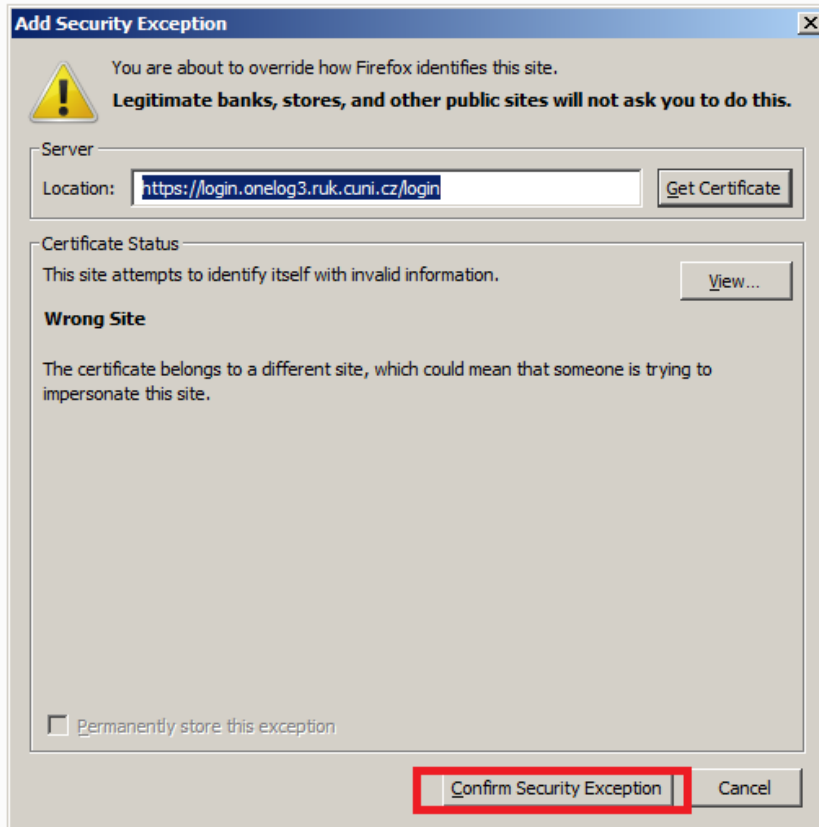 Add Security Exception
You are about to override how Firefox identifies this site.
Legitimate banks, stores, and other public sites will not ask you to do this.
Server
Location: https://login.onelog3.ruk.cuni.cz/login Get Certificate
Certificate Status
This site attempts to identify itself with invalid information. View...
Wrong Site
The certificate belongs to a different site, which could mean that someone is trying to
impersonate this site.
Permanently store this exception
Confirm Security Exception Cancel